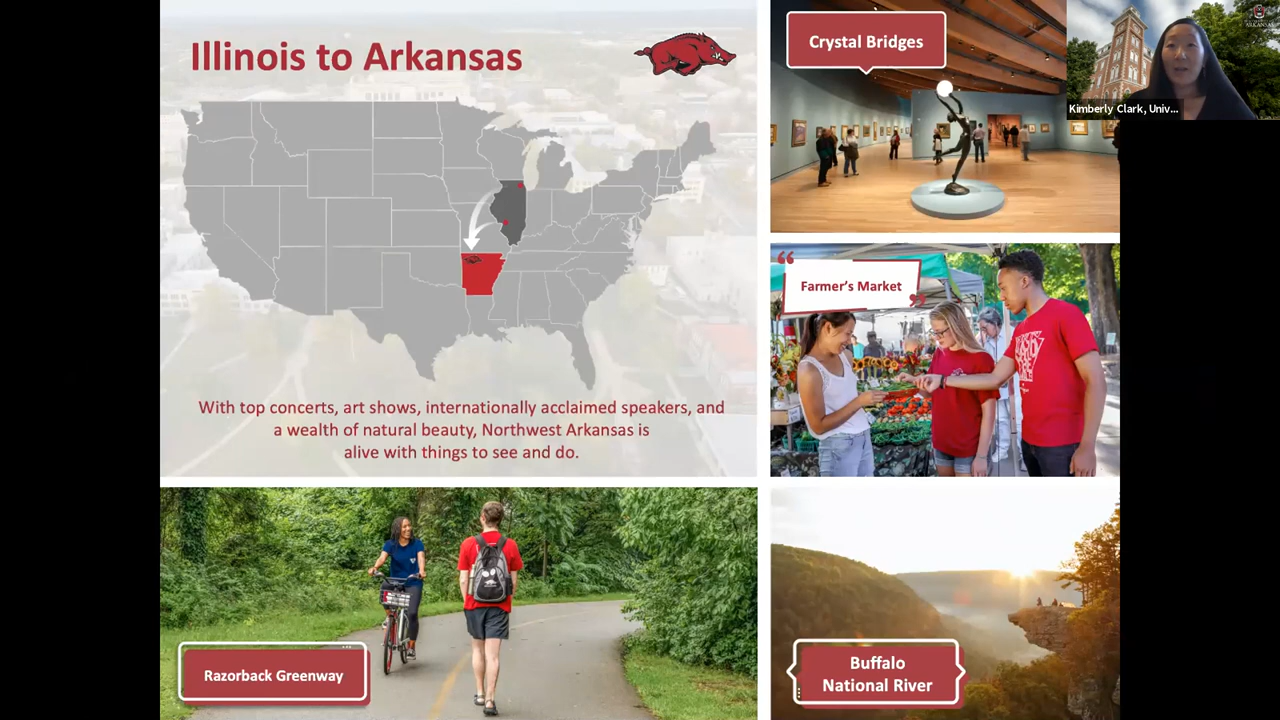 Illinois to Arkansas
With top concerts, art shows, internationally acclaimed speakers, and
a wealth of natural beauty, Northwest Arkansas is
alive with things to see and do.
Crystal Bridges
Kimberly Clark, Univ...
ARKANSAS
“
Farmer's Market
”
Razorback Greenway
Buffalo
National River